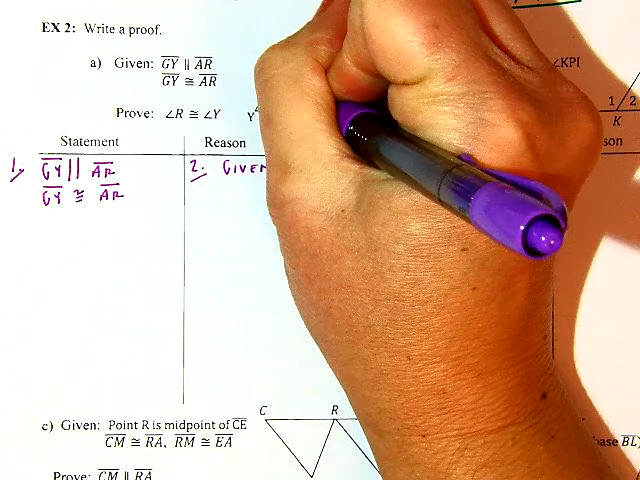 EX 2: Write a proof.
a) Given: GY ∥ AR
GY ≅ AR
∠KPI
Prove: ∠R ≅ ∠Y
Y
1 2
K
Statement Reason
son
1, GY || AR 2. GIVEN
GY ≅ AR
C R
c) Given: Point R is midpoint of CE
CM ≅ RA, RM ≅ EA
base BL)
Prove: CM ∥ RA